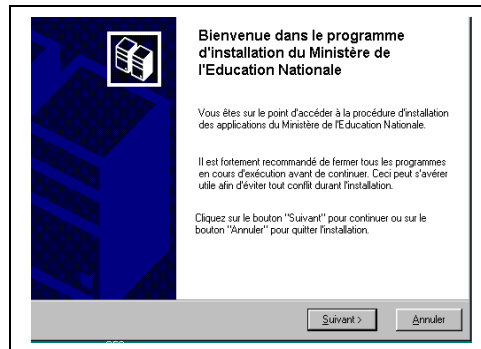 Bienvenue dans le programme
d'installation du Ministère de
l'Education Nationale
Vous êtes sur le point d'accéder à la procédure d'installation
des applications du Ministère de l'Education Nationale.
Il est fortement recommandé de fermer tous les programmes
en cours d'exécution avant de continuer. Ceci peut s'avérer
utile afin d'éviter tout conflit durant l'installation.
Cliquez sur le bouton "Suivant" pour continuer ou sur le
bouton "Annuler" pour quitter l'installation.
Suivant > Annuler